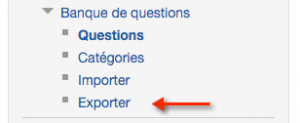 Banque de questions
Questions
Catégories
Importer
Exporter